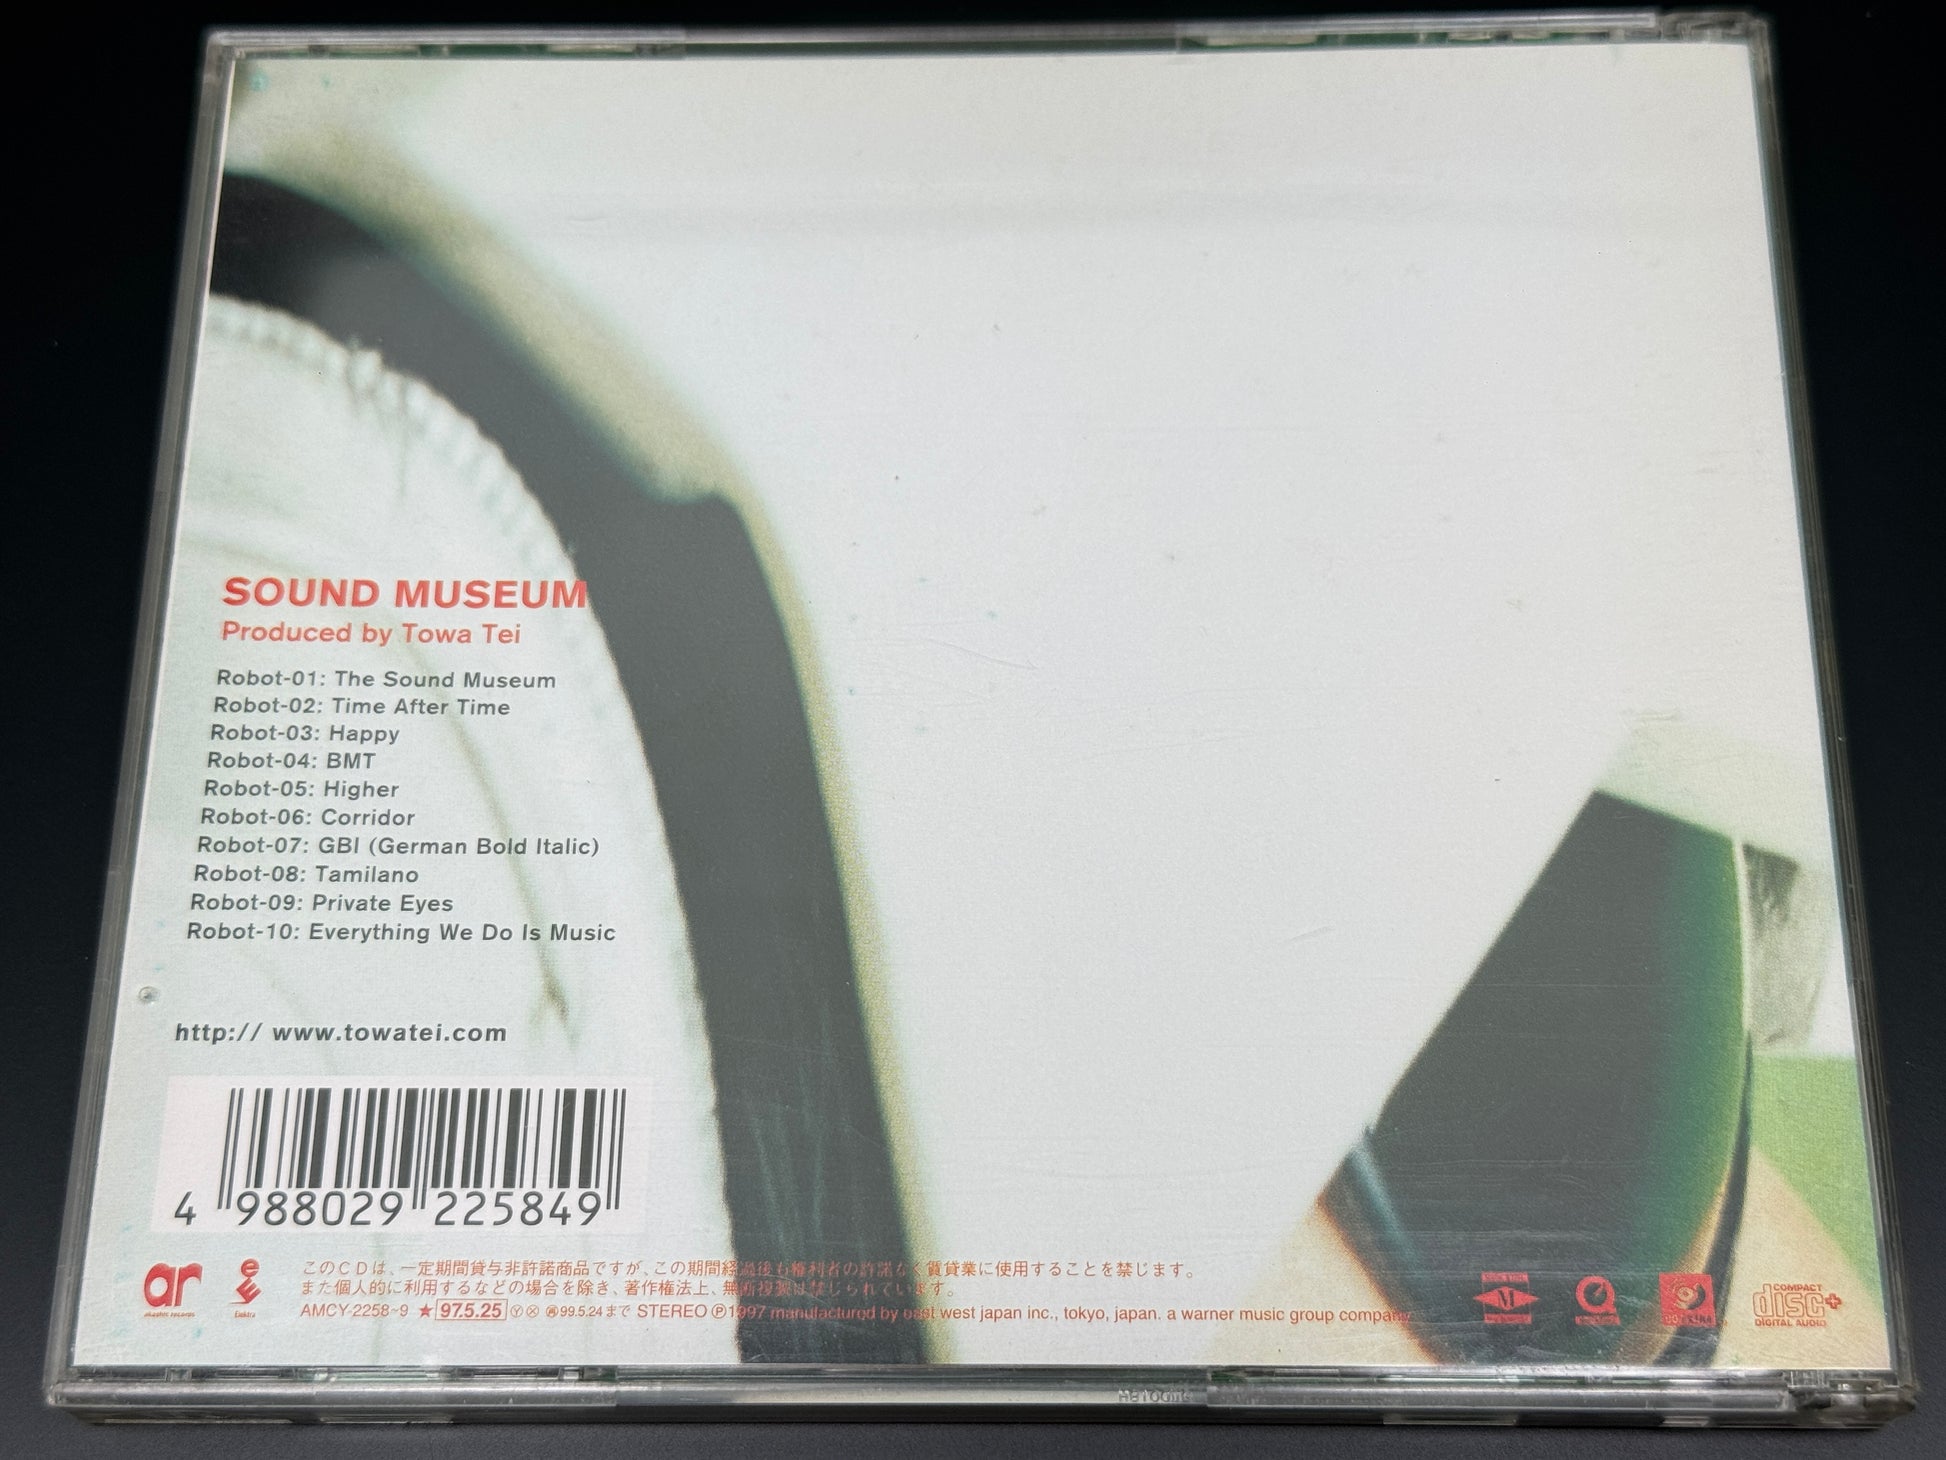 SOUND MUSEUM
Produced by Towa Tei
Robot-01: The Sound Museum
Robot-02: Time After Time
Robot-03: Happy
Robot-04: BMT
Robot-05: Higher
Robot-06: Corridor
Robot-07: GBI (German Bold Italic)
Robot-08: Tamilano
Robot-09: Private Eyes
Robot-10: Everything We Do Is Music
http:// www.towatei.com
4 988029 225849
ar
akashic records
Elektra
このCDは、一定期間貸与非許諾商品ですが、この期間経過後も権利者の許諾なく賃貸業に使用することを禁じます。
また個人的に利用するなどの場合を除き、著作権法上、無断複製は禁じられています。
AMCY-2258~9 ★ 97.5.25 Ⓨ Ⓧ 99.5.24まで STEREO Ⓟ1997 manufactured by east west japan inc., tokyo, japan. a warner music group company
M
COMPACT
disc+
DIGITAL AUDIO